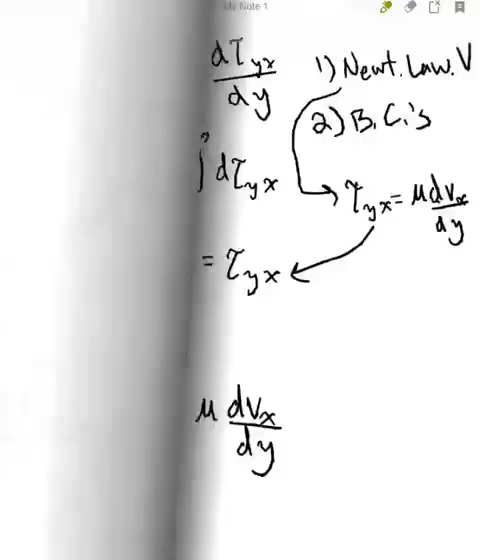 My Note 1
dτyx/dy
1) Newt. Law. V
2) B.C.'s
∫ dτyx
τyx = μ dvx/dy
= τyx
μ dvx/dy